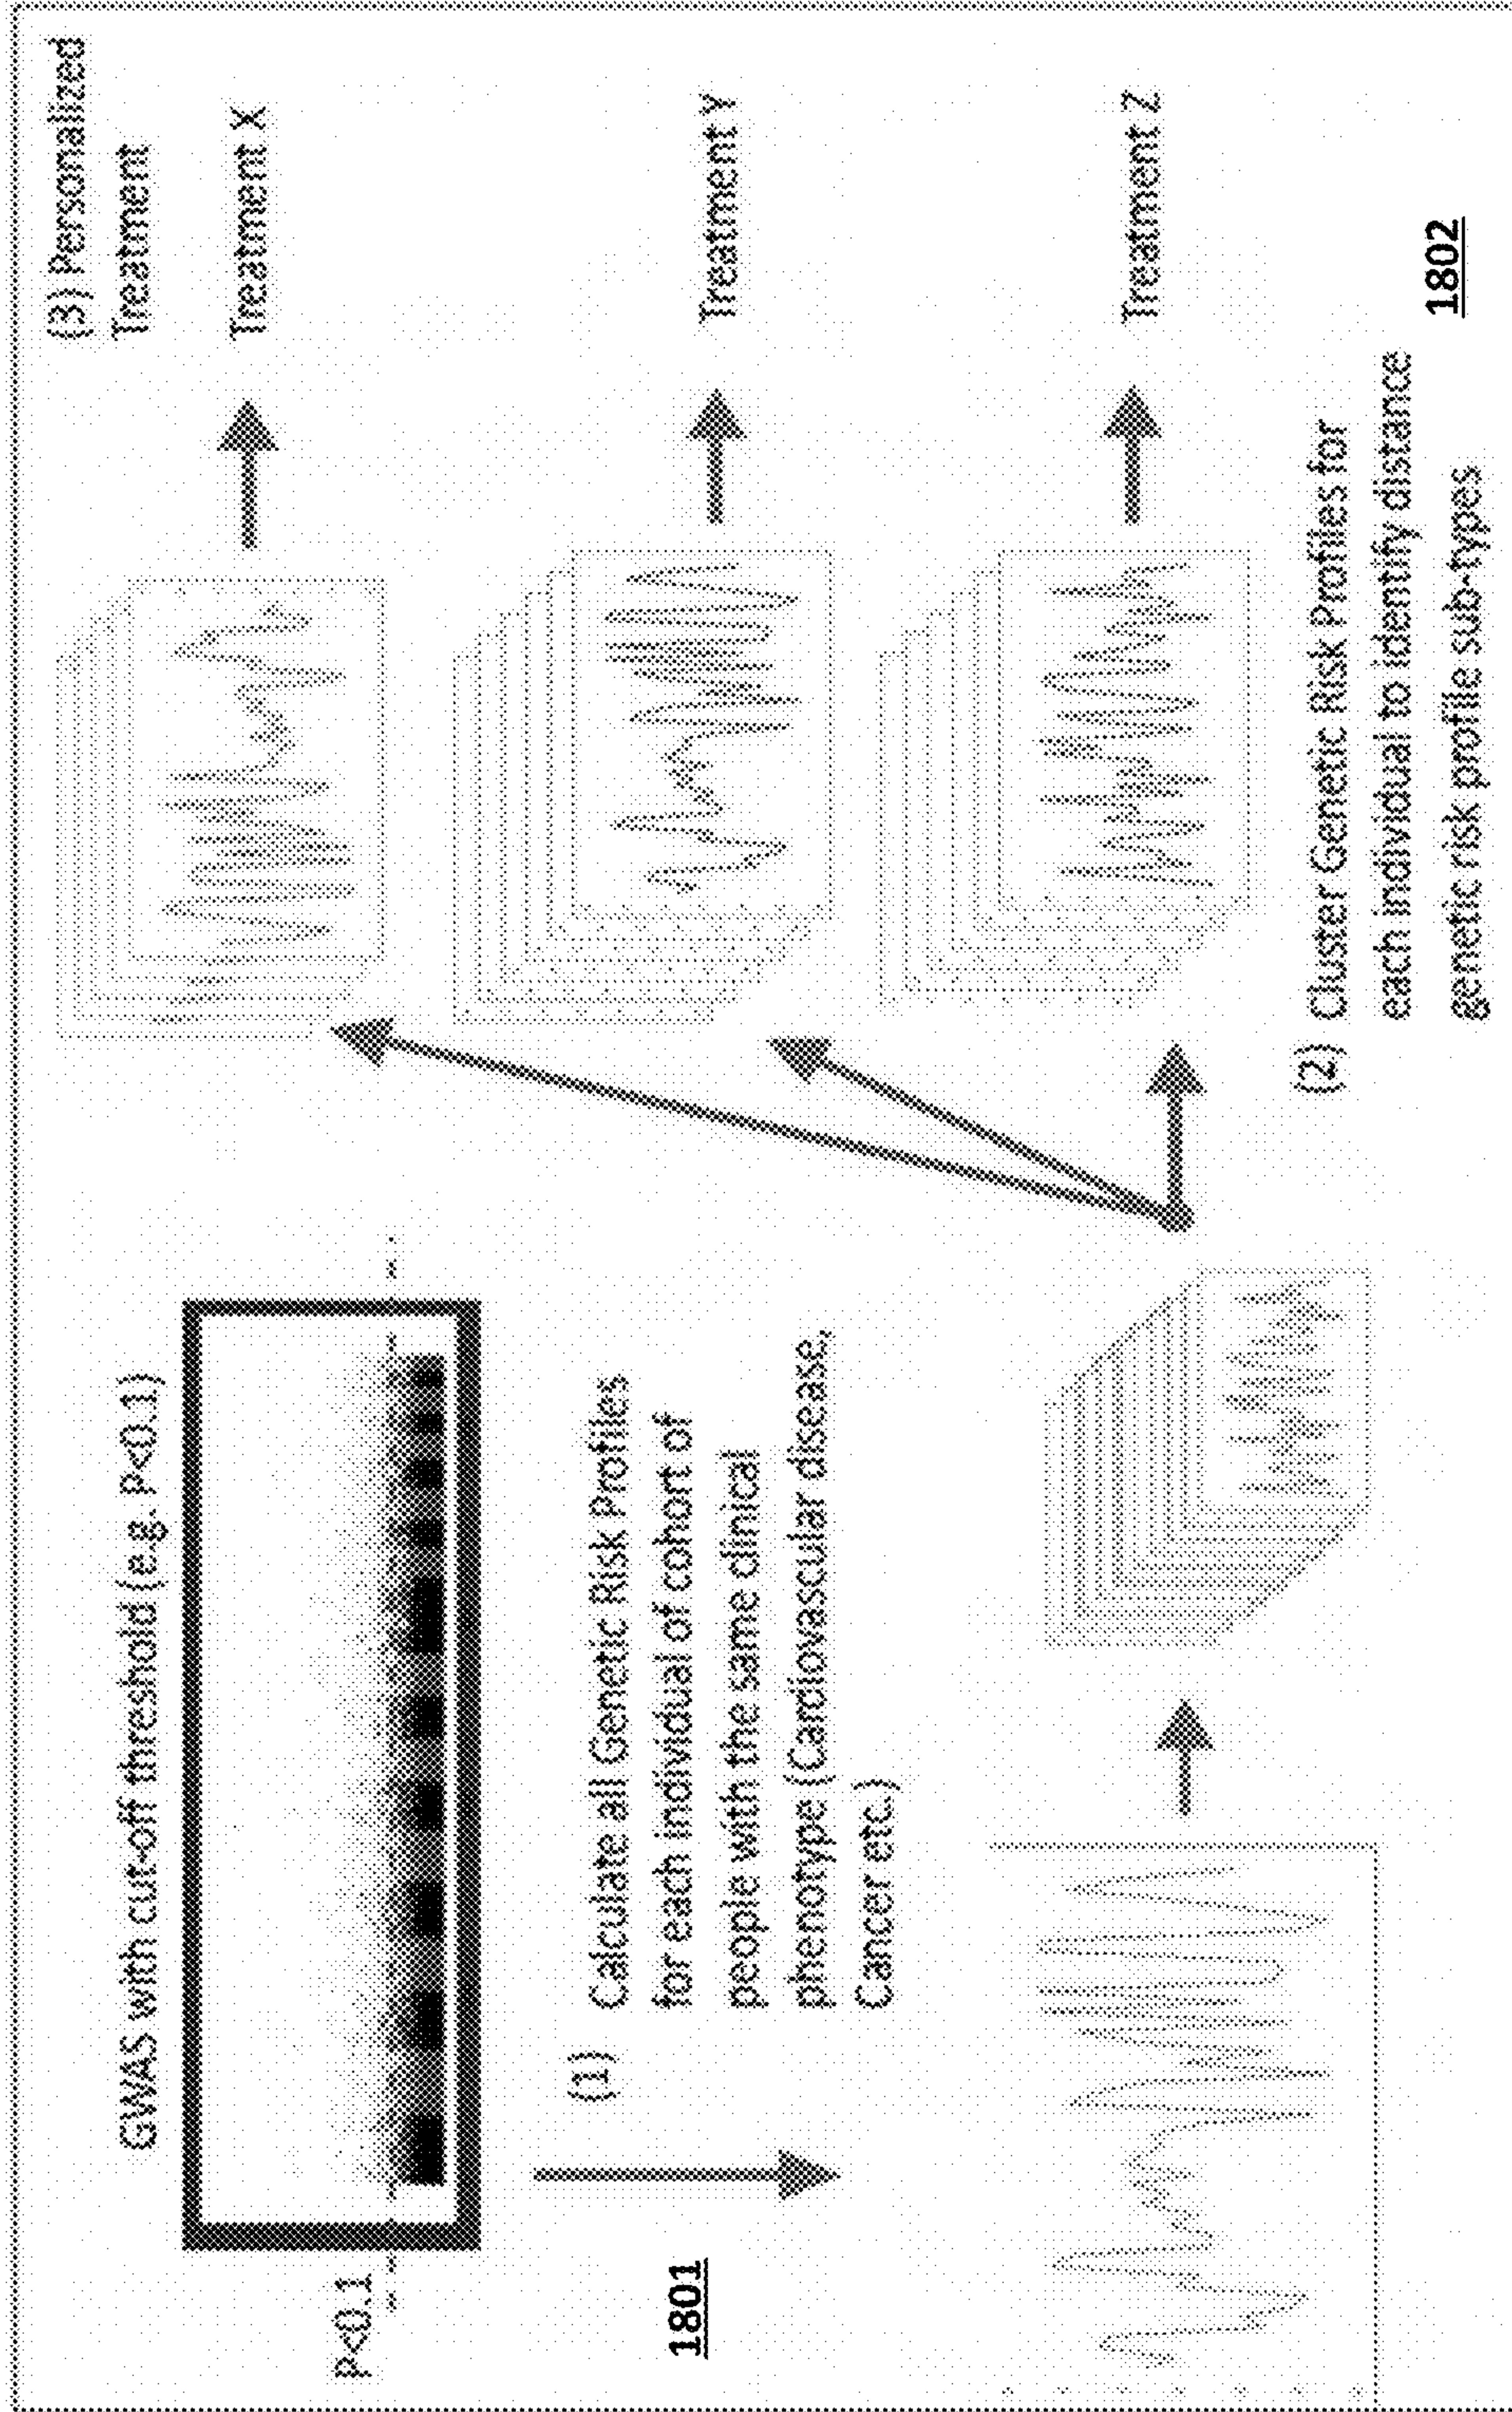 GWAS with cut-off threshold (e.g. P<0.1)
P<0.1
1801
(1) Calculate all Genetic Risk Profiles
for each individual of cohort of
people with the same clinical
phenotype (Cardiovascular disease,
Cancer etc.)
(3) Personalized
Treatment
Treatment X
Treatment Y
Treatment Z
1802
(2) Cluster Genetic Risk Profiles for
each individual to identify distance
genetic risk profile sub-types